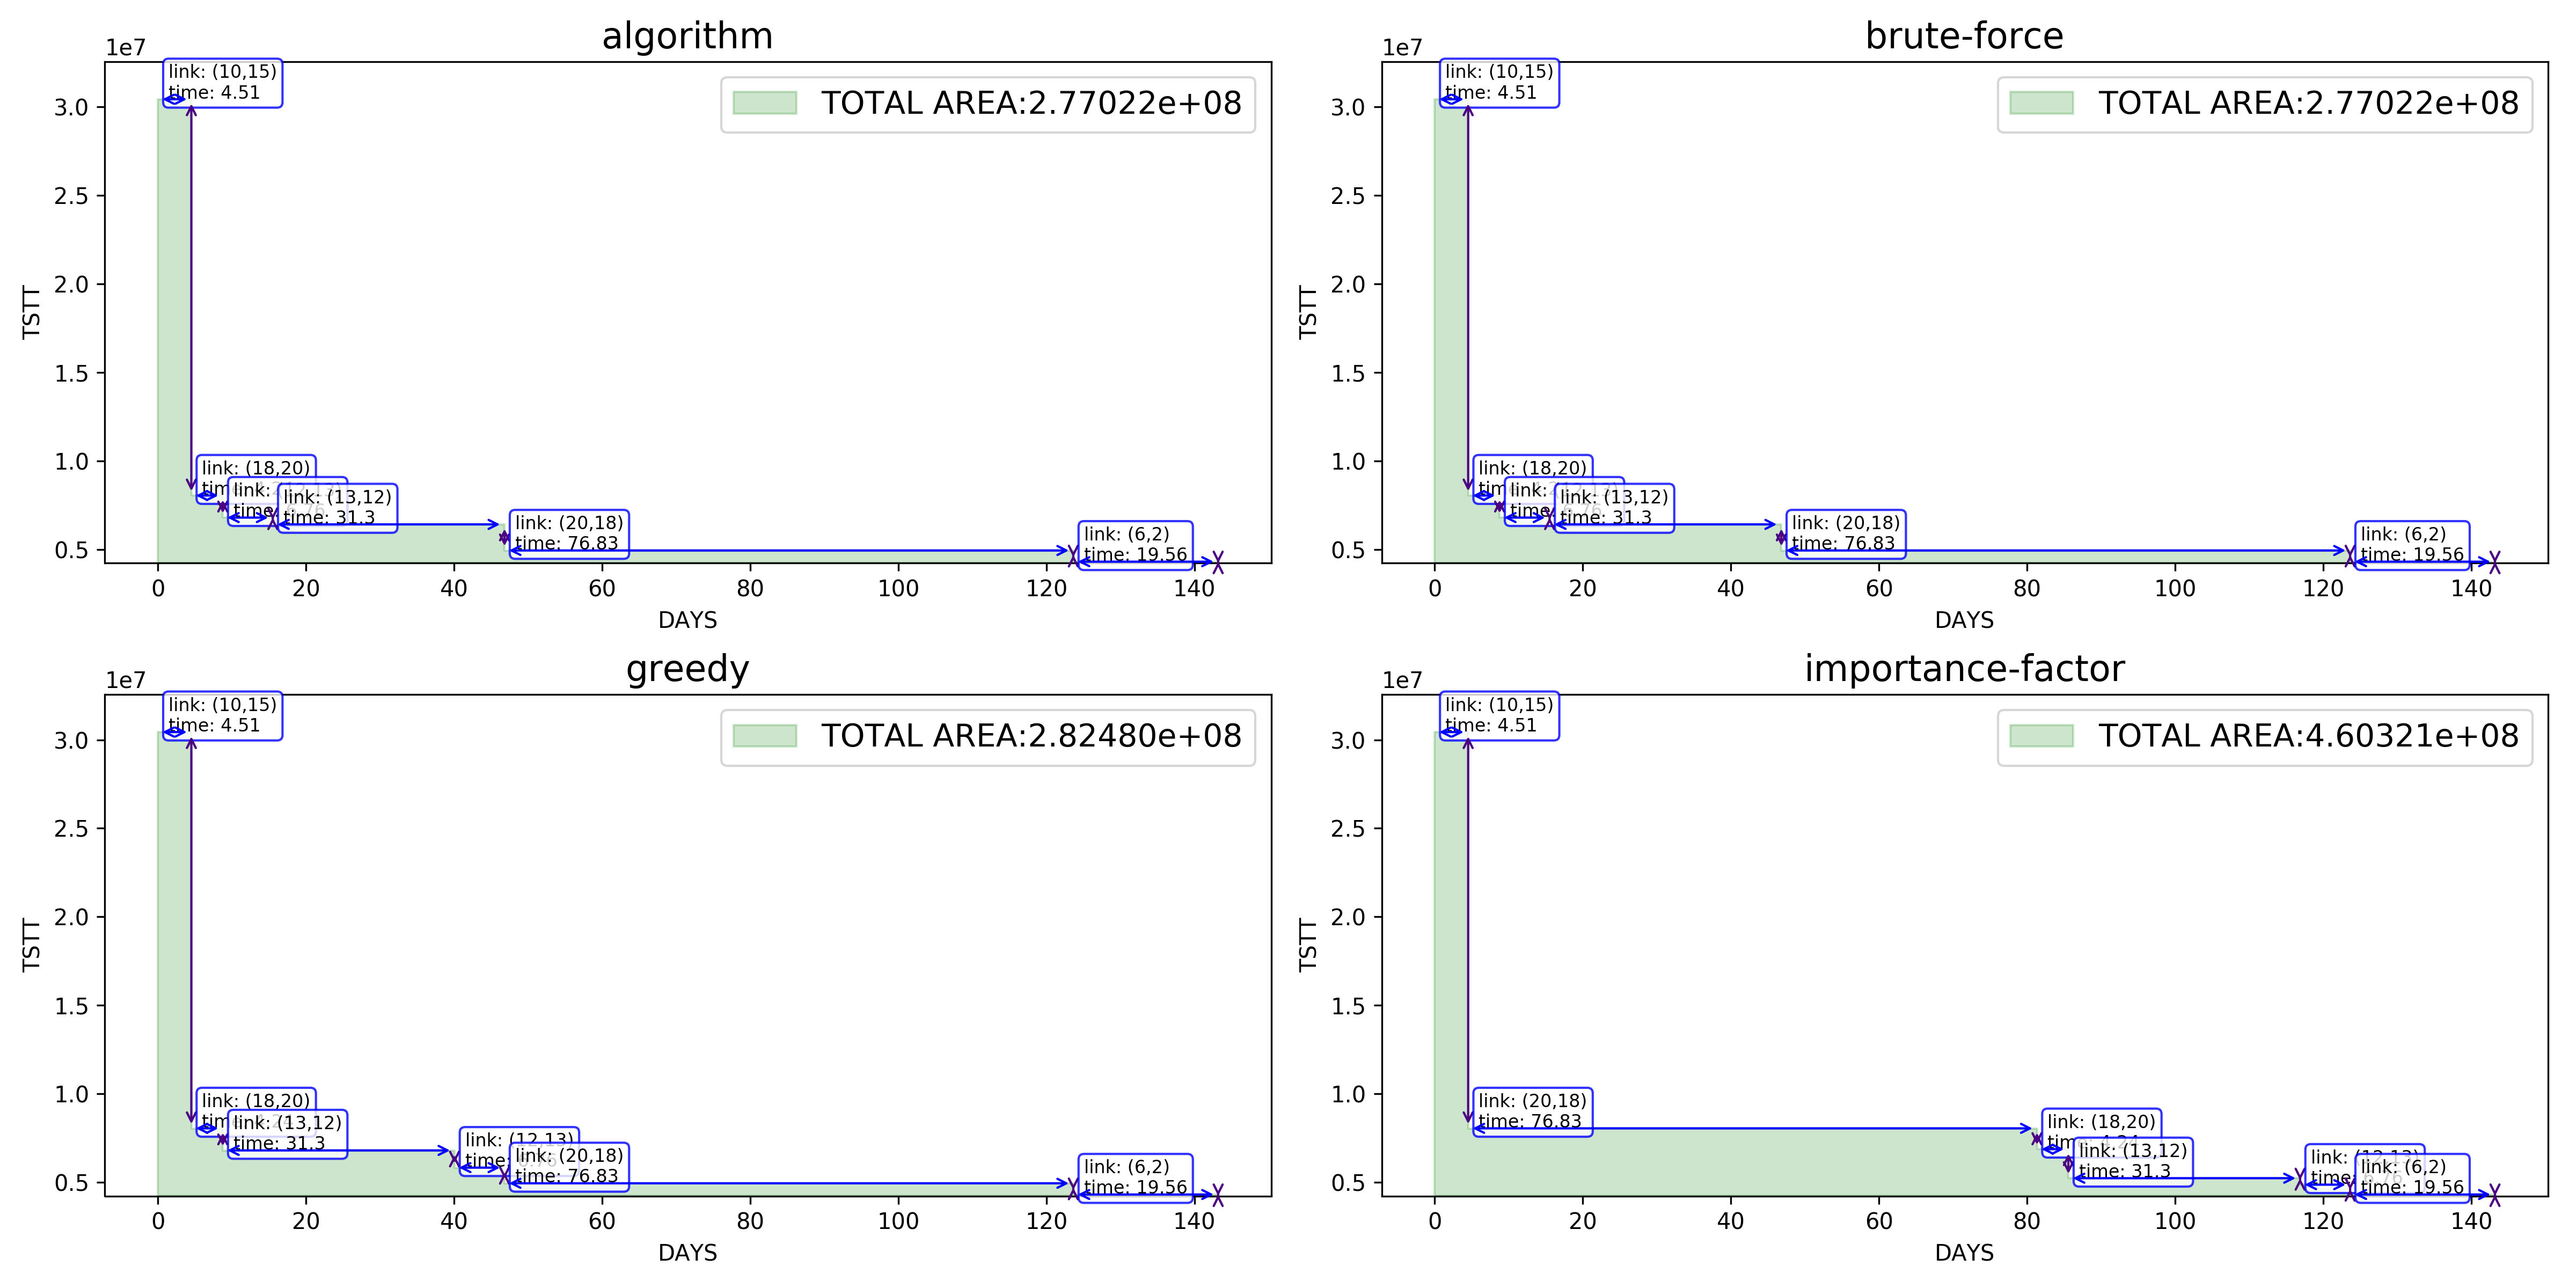 algorithm
1e7
link: (10,15)
time: 4.51
TOTAL AREA:2.77022e+08
3.0
2.5
2.0
1.5
1.0
0.5
TSTT
link: (18,20)
link:
link: (13,12)
time: 31.3
link: (20,18)
time: 76.83
link: (6,2)
time: 19.56
0 20 40 60 80 100 120 140
DAYS
brute-force
1e7
link: (10,15)
time: 4.51
TOTAL AREA:2.77022e+08
3.0
2.5
2.0
1.5
1.0
0.5
TSTT
link: (18,20)
link:
link: (13,12)
time: 31.3
link: (20,18)
time: 76.83
link: (6,2)
time: 19.56
0 20 40 60 80 100 120 140
DAYS
greedy
1e7
link: (10,15)
time: 4.51
TOTAL AREA:2.82480e+08
3.0
2.5
2.0
1.5
1.0
0.5
TSTT
link: (18,20)
link: (13,12)
time: 31.3
link: (12,13)
link: (20,18)
time: 76.83
link: (6,2)
time: 19.56
0 20 40 60 80 100 120 140
DAYS
importance-factor
1e7
link: (10,15)
time: 4.51
TOTAL AREA:4.60321e+08
3.0
2.5
2.0
1.5
1.0
0.5
TSTT
link: (20,18)
time: 76.83
link: (18,20)
time: 4.24
link: (13,12)
time: 31.3
link: (12,13)
link: (6,2)
time: 19.56
0 20 40 60 80 100 120 140
DAYS